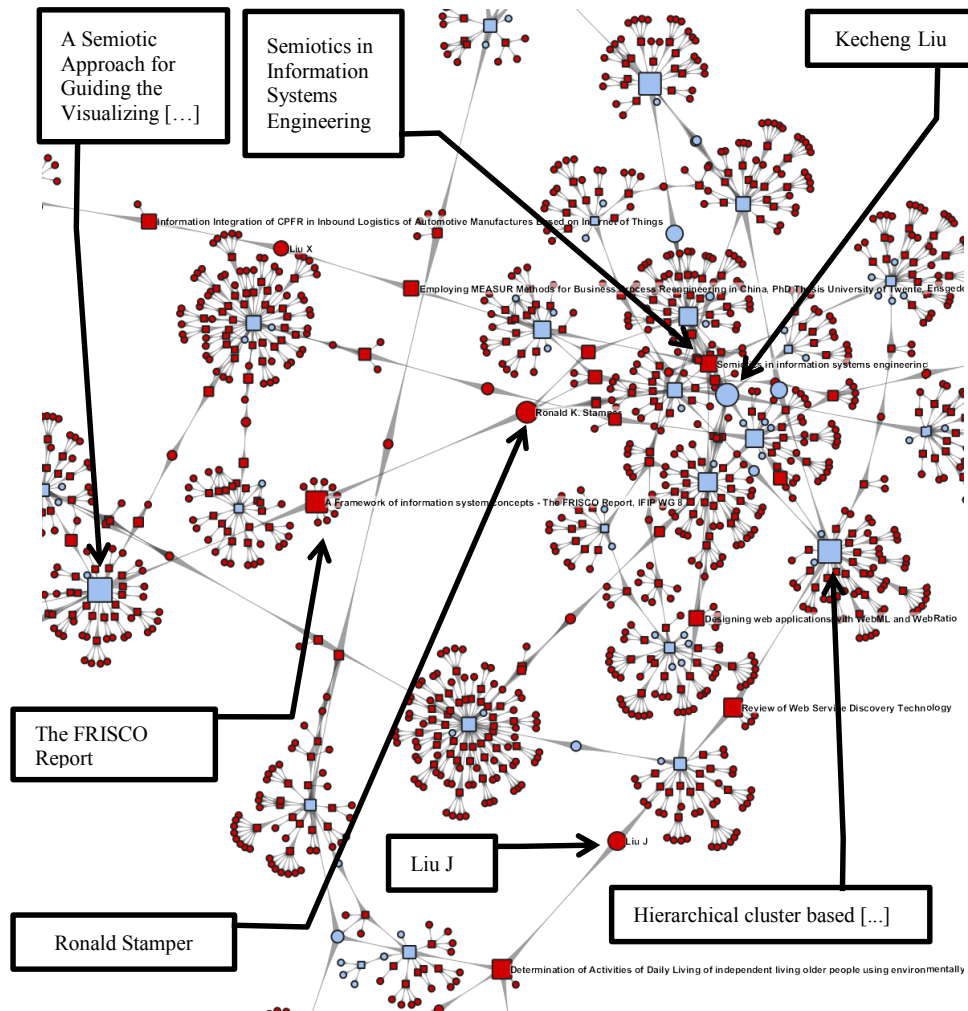 A Semiotic
Approach for
Guiding the
Visualizing […]
Semiotics in
Information
Systems
Engineering
Kecheng Liu
Information Integration of CPFR in Inbound Logistics of Automotive Manufactures Based on Internet of Things
Liu X
Employing MEASUR Methods for Business Process Reengineering in China, PhD Thesis University of Twente, Ensgede
Semiotics in information systems engineering
Ronald K. Stamper
A Framework of information system concepts - The FRISCO Report, IFIP WG 8
Designing web applications with WebML and WebRatio
Review of Web Service Discovery Technology
The FRISCO
Report
Liu J
Liu J
Hierarchical cluster based [...]
Ronald Stamper
Determination of Activities of Daily Living of independent living older people using environmentally